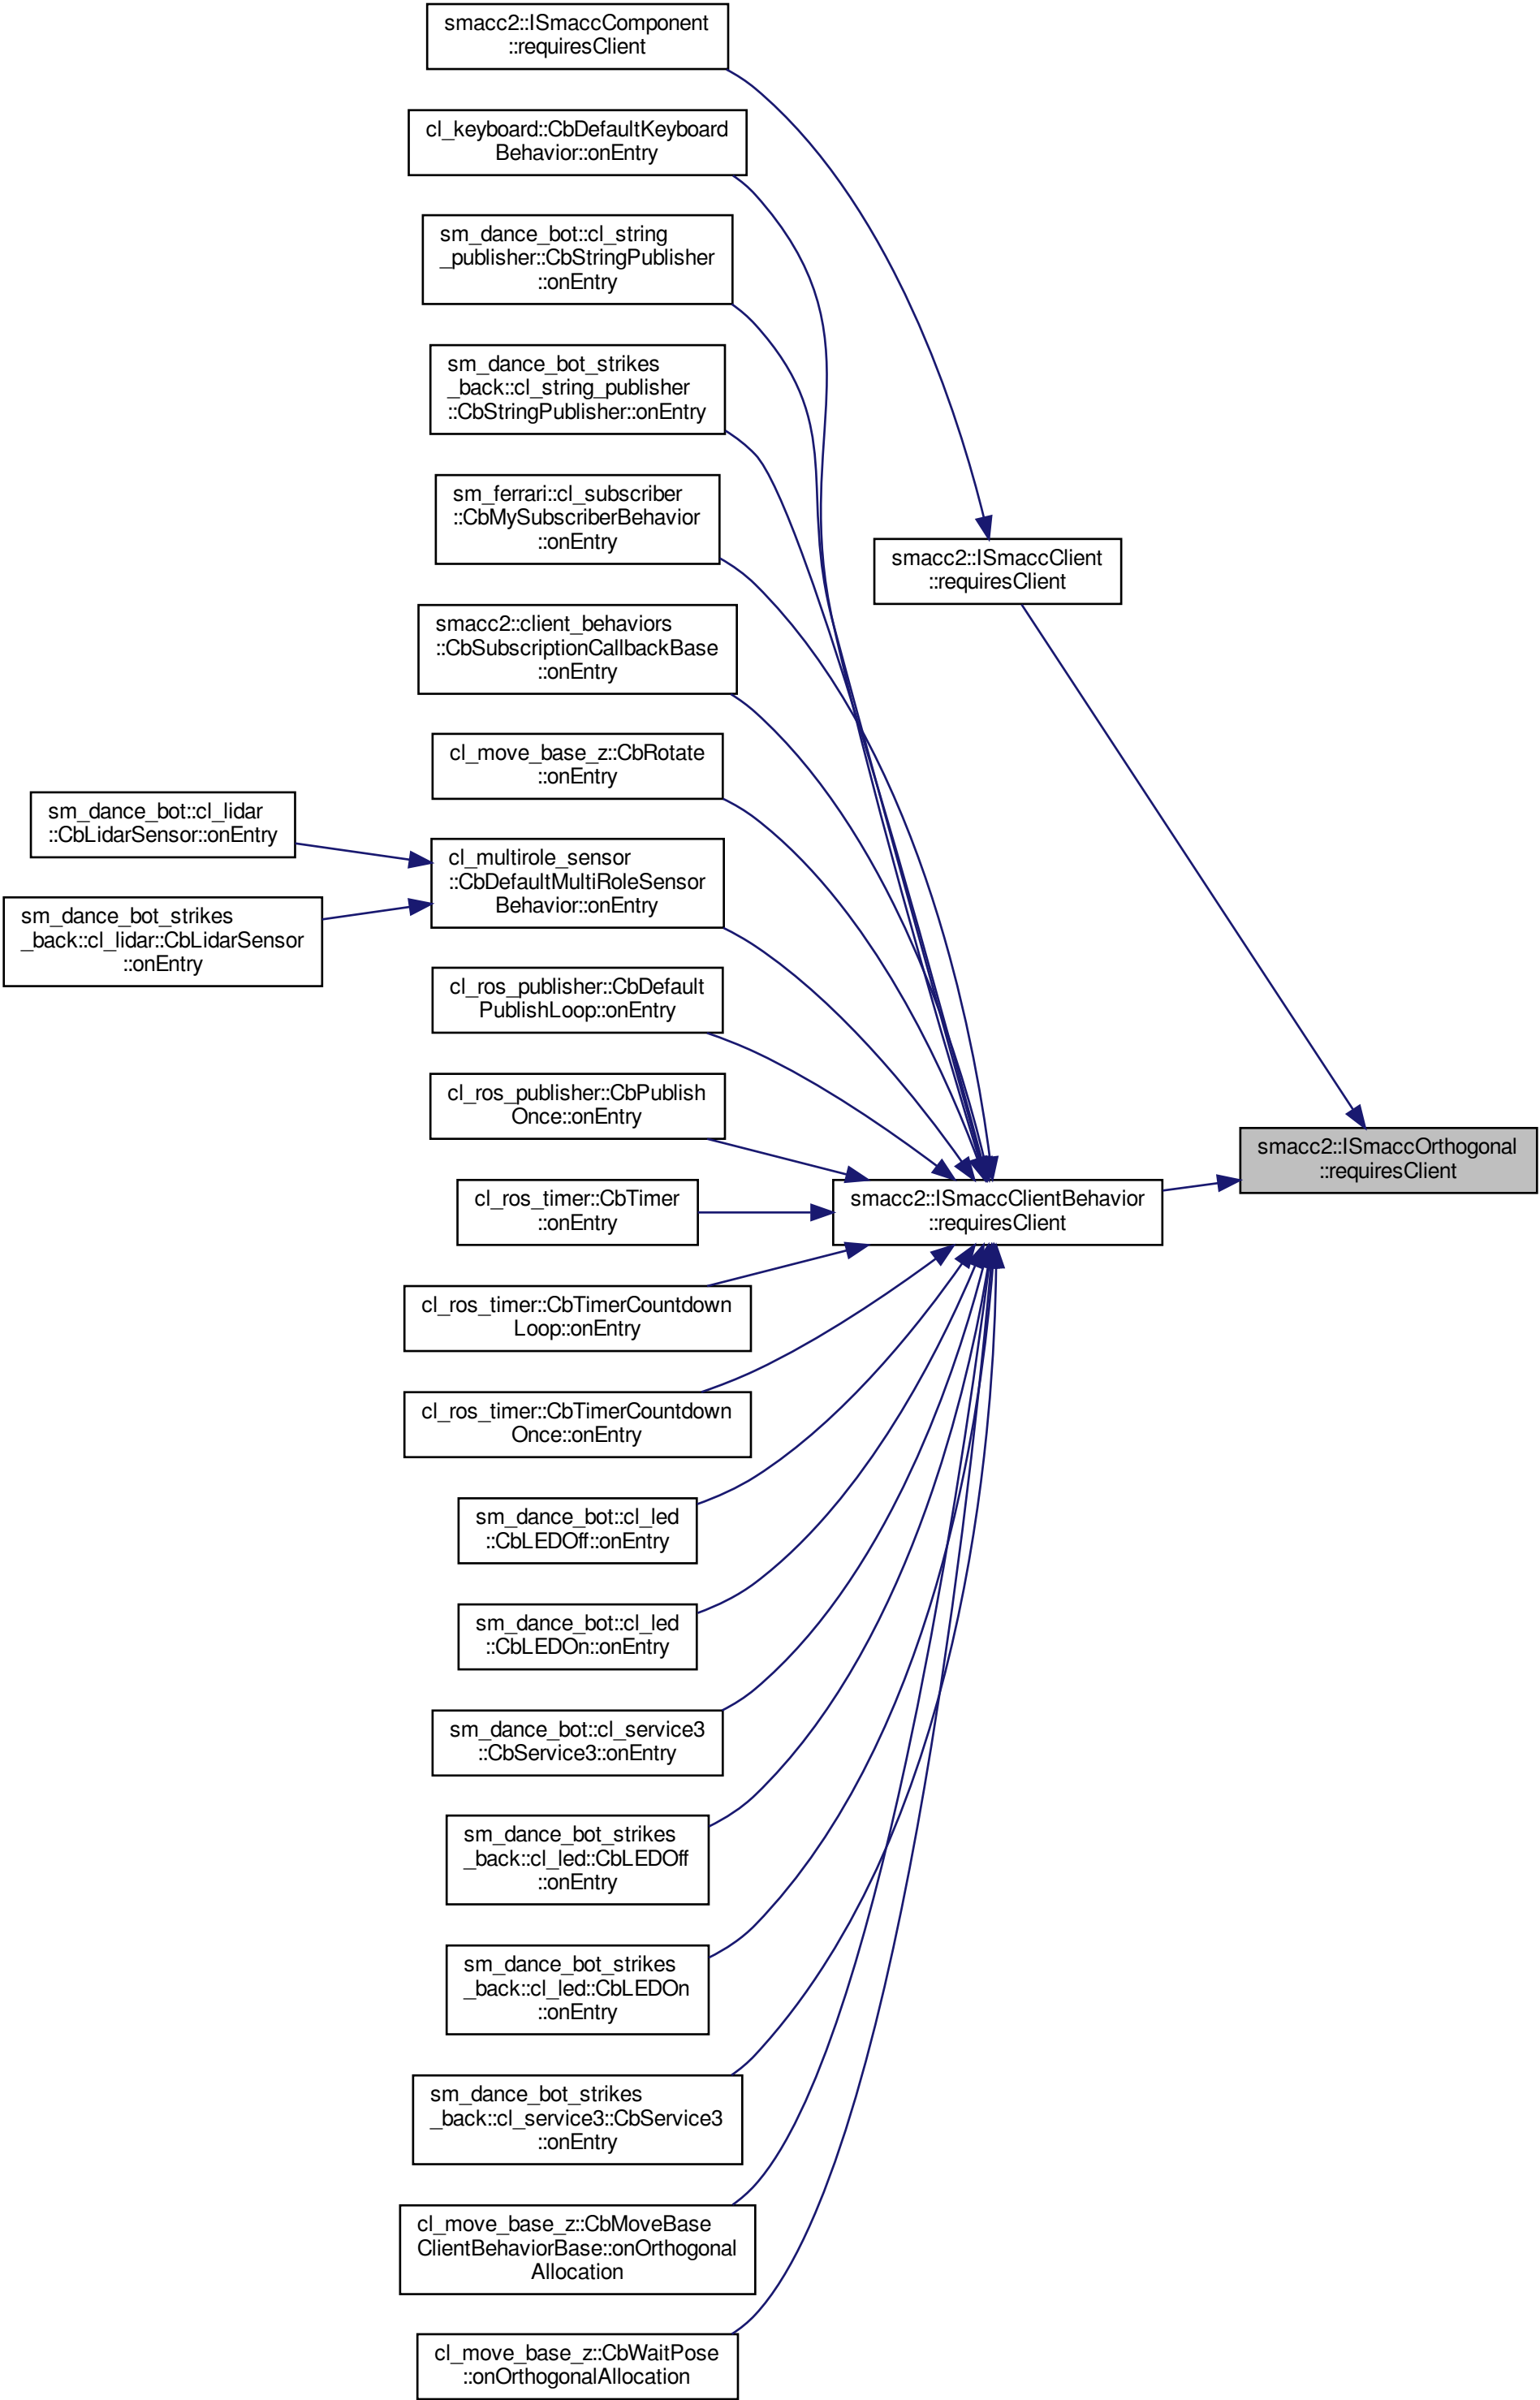 smacc2::ISmaccComponent
::requiresClient
cl_keyboard::CbDefaultKeyboard
Behavior::onEntry
sm_dance_bot::cl_string
_publisher::CbStringPublisher
::onEntry
sm_dance_bot_strikes
_back::cl_string_publisher
::CbStringPublisher::onEntry
sm_ferrari::cl_subscriber
::CbMySubscriberBehavior
::onEntry
smacc2::ISmaccClient
::requiresClient
smacc2::client_behaviors
::CbSubscriptionCallbackBase
::onEntry
cl_move_base_z::CbRotate
::onEntry
sm_dance_bot::cl_lidar
::CbLidarSensor::onEntry
cl_multirole_sensor
::CbDefaultMultiRoleSensor
Behavior::onEntry
sm_dance_bot_strikes
_back::cl_lidar::CbLidarSensor
::onEntry
cl_ros_publisher::CbDefault
PublishLoop::onEntry
cl_ros_publisher::CbPublish
Once::onEntry
smacc2::ISmaccOrthogonal
::requiresClient
cl_ros_timer::CbTimer
::onEntry
smacc2::ISmaccClientBehavior
::requiresClient
cl_ros_timer::CbTimerCountdown
Loop::onEntry
cl_ros_timer::CbTimerCountdown
Once::onEntry
sm_dance_bot::cl_led
::CbLEDOff::onEntry
sm_dance_bot::cl_led
::CbLEDOn::onEntry
sm_dance_bot::cl_service3
::CbService3::onEntry
sm_dance_bot_strikes
_back::cl_led::CbLEDOff
::onEntry
sm_dance_bot_strikes
_back::cl_led::CbLEDOn
::onEntry
sm_dance_bot_strikes
_back::cl_service3::CbService3
::onEntry
cl_move_base_z::CbMoveBase
ClientBehaviorBase::onOrthogonal
Allocation
cl_move_base_z::CbWaitPose
::onOrthogonalAllocation